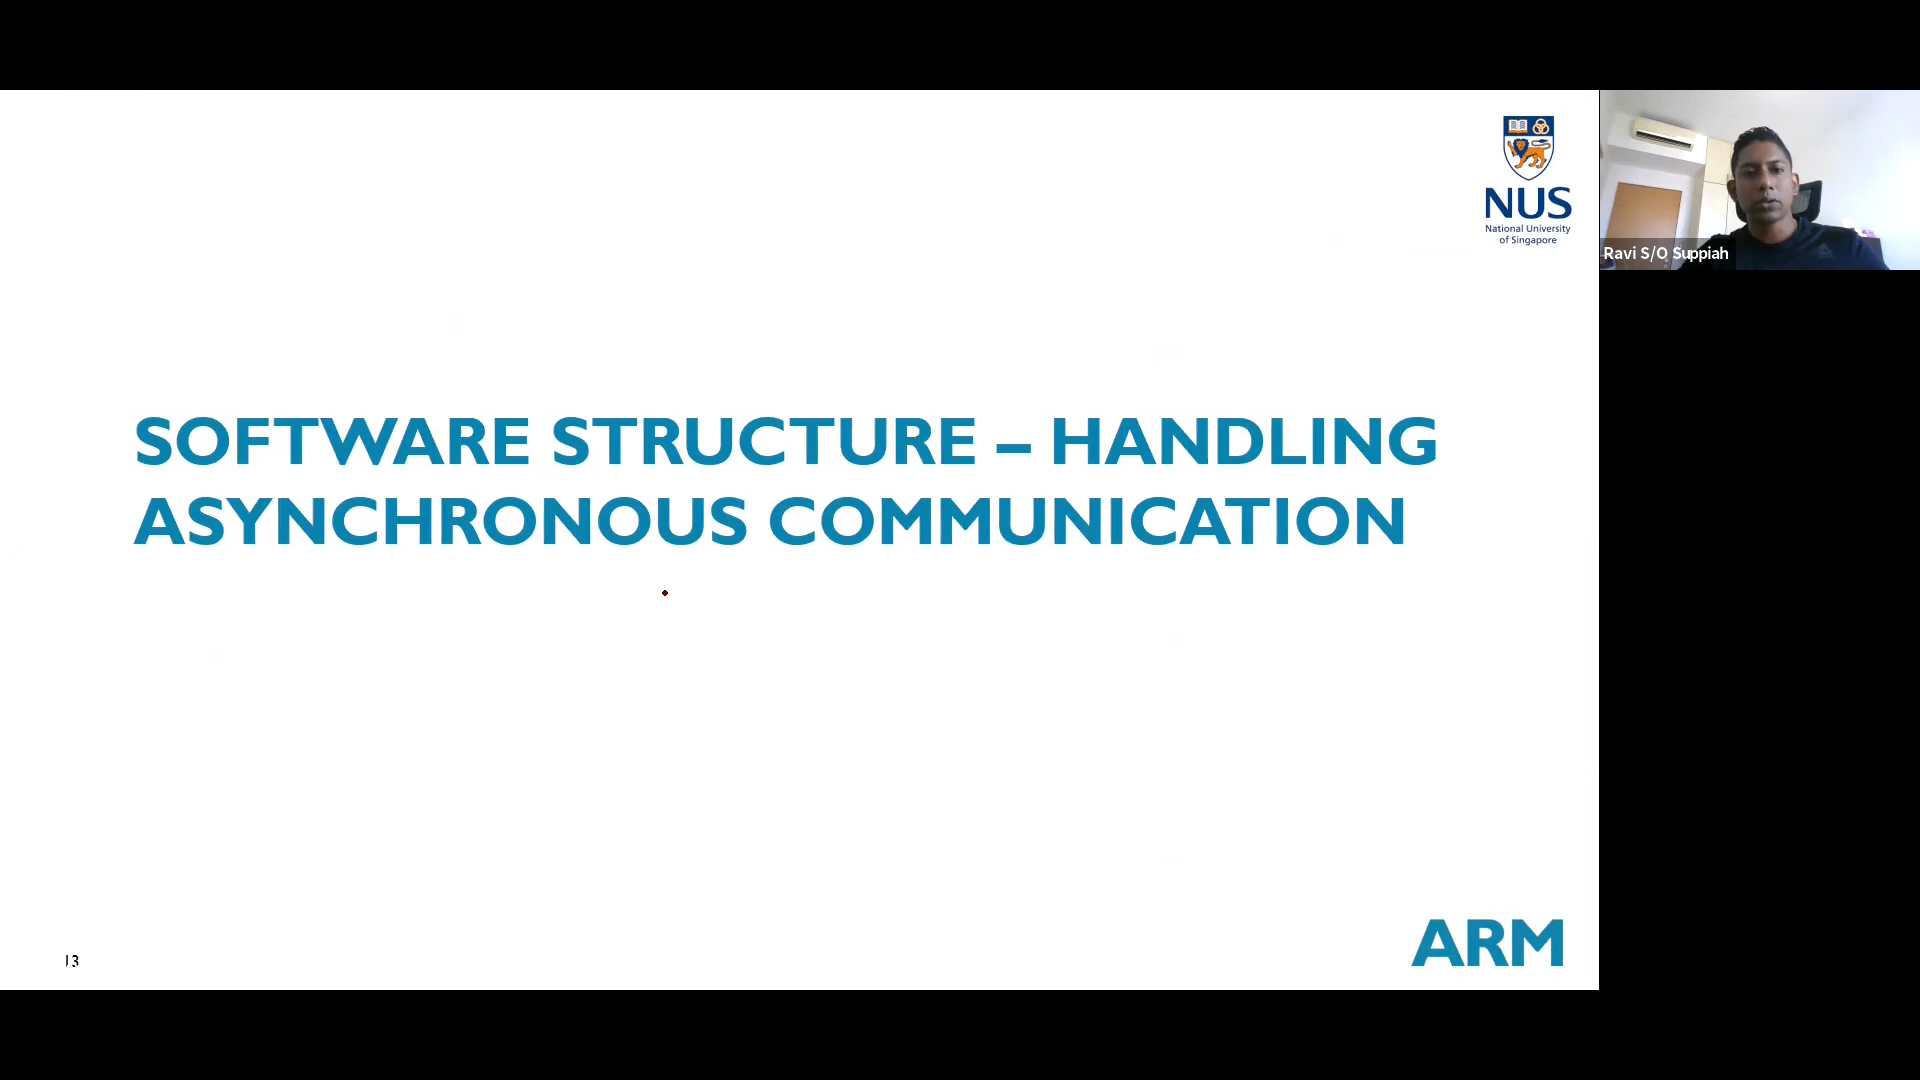 NUS
National University
of Singapore
Ravi S/O Suppiah
SOFTWARE STRUCTURE – HANDLING
ASYNCHRONOUS COMMUNICATION
13
ARM